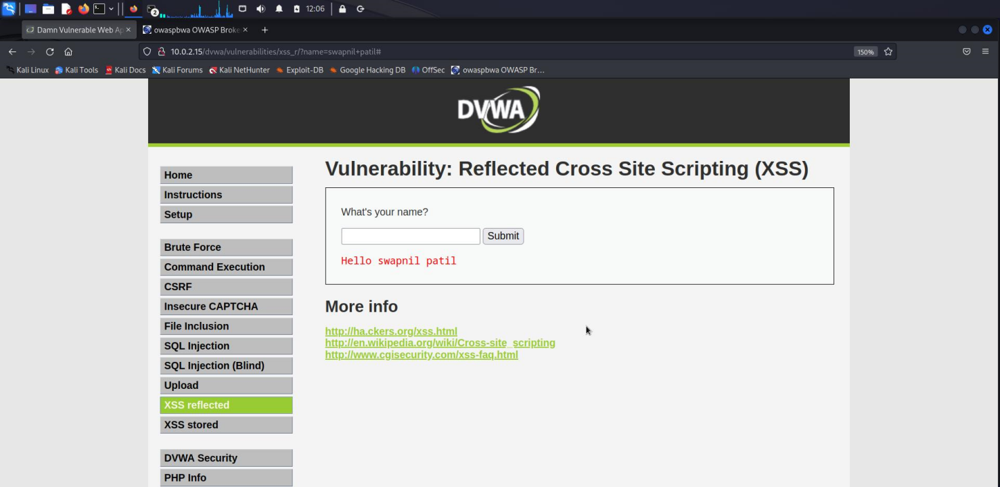 2
12:06
Damn Vulnerable Web Ap
owaspbwa OWASP Broke
10.0.2.15/dvwa/vulnerabilities/xss_r/?name=swapnil+patil#
150%
Kali Linux Kali Tools Kali Docs Kali Forums Kali NetHunter Exploit-DB Google Hacking DB OffSec owaspbwa OWASP Br...
DVWA
Vulnerability: Reflected Cross Site Scripting (XSS)
Home
Instructions
Setup
Brute Force
Command Execution
CSRF
Insecure CAPTCHA
File Inclusion
SQL Injection
SQL Injection (Blind)
Upload
XSS reflected
XSS stored
DVWA Security
PHP Info
What's your name?
Submit
Hello swapnil patil
More info
http://ha.ckers.org/xss.html
http://en.wikipedia.org/wiki/Cross-site_scripting
http://www.cgisecurity.com/xss-faq.html